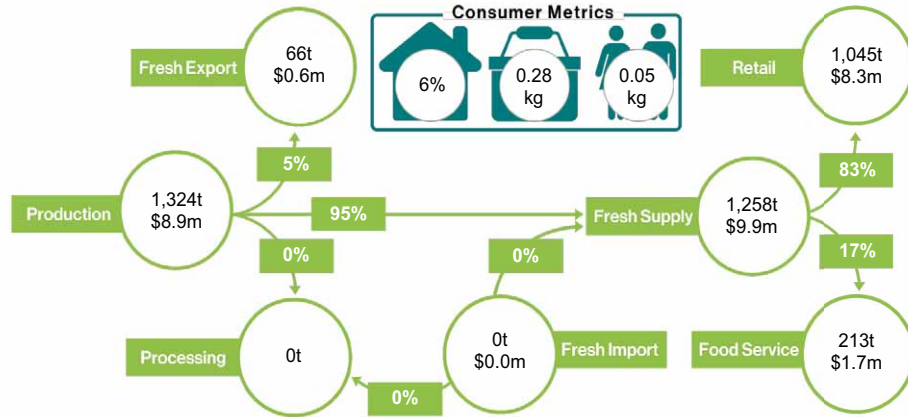 Consumer Metrics
66t
$0.6m
Fresh Export
6%
0.28
kg
0.05
kg
Retail
1,045t
$8.3m
5%
83%
Production
1,324t
$8.9m
95%
Fresh Supply
1,258t
$9.9m
0%
0%
17%
Processing
0t
0t
$0.0m
Fresh Import
Food Service
213t
$1.7m
0%